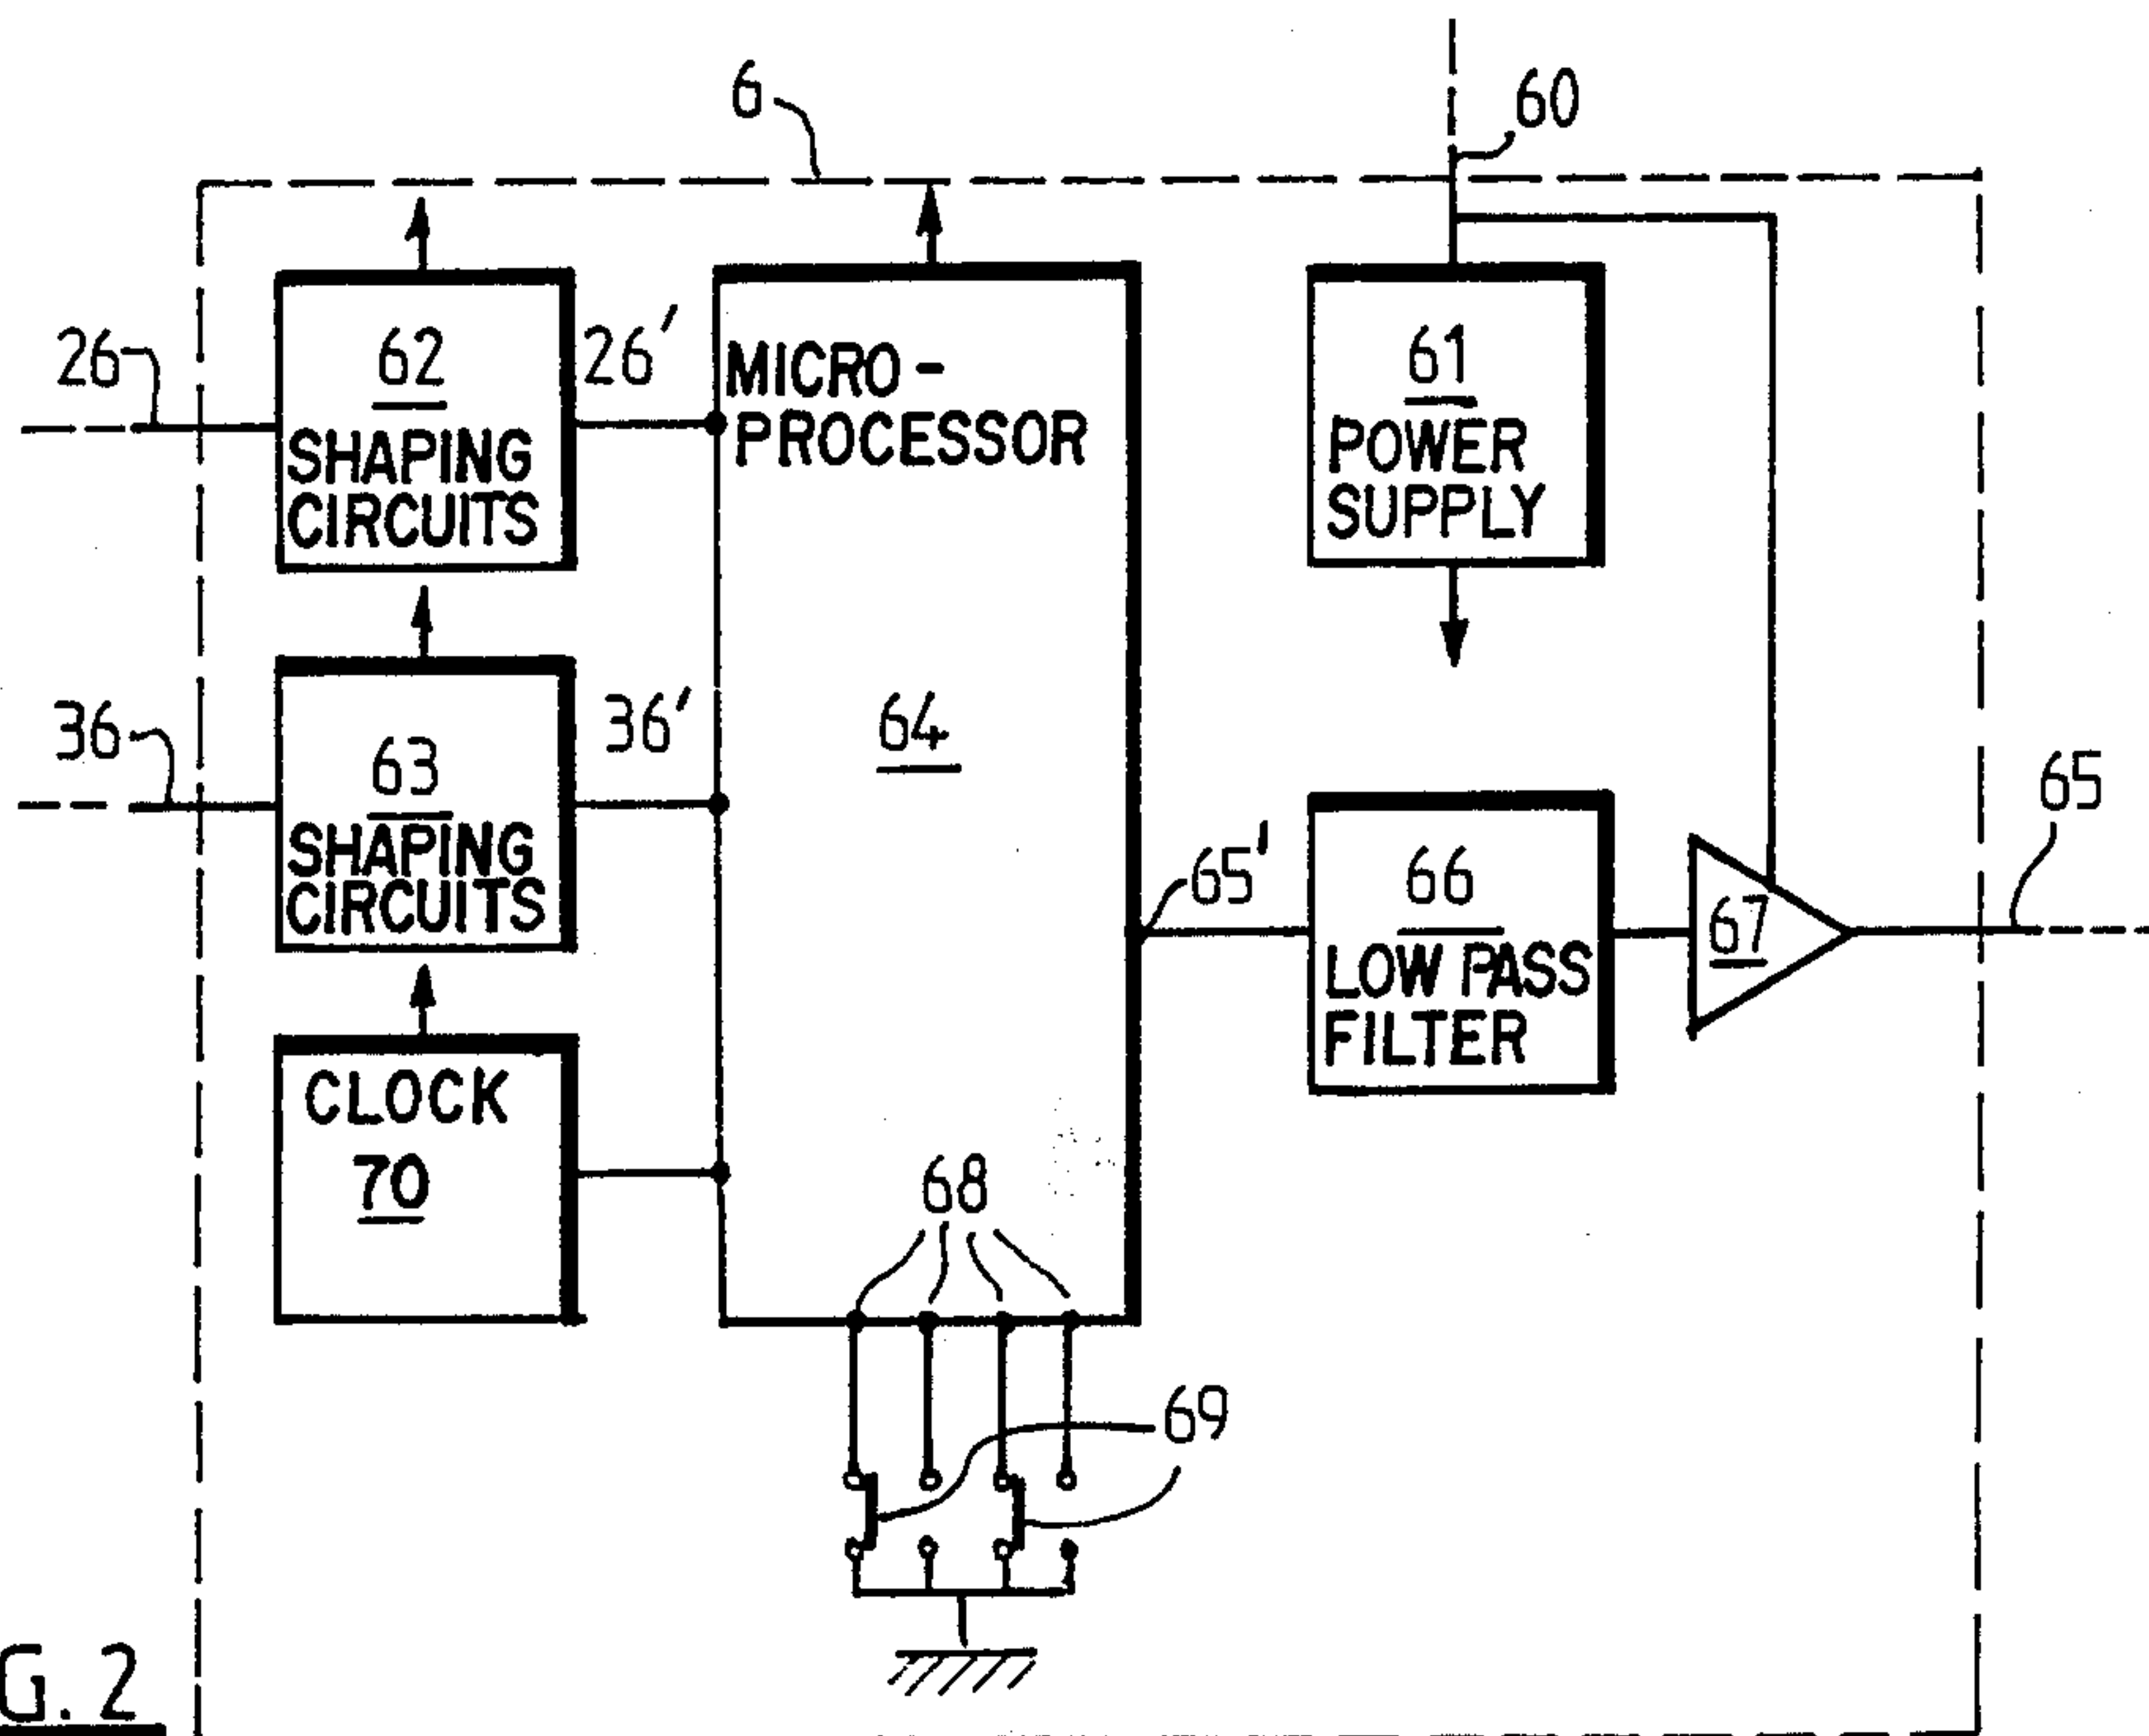 6
60
26
62
SHAPING
CIRCUITS
26'
MICRO-
PROCESSOR
61
POWER
SUPPLY
36
63
SHAPING
CIRCUITS
36'
64
65'
66
LOW PASS
FILTER
67
65
CLOCK
70
68
69
G. 2